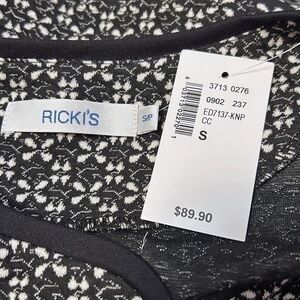 RICKI'S
S/P
3713 0276
0902 237
ED7137-KNP
CC
S
$89.90